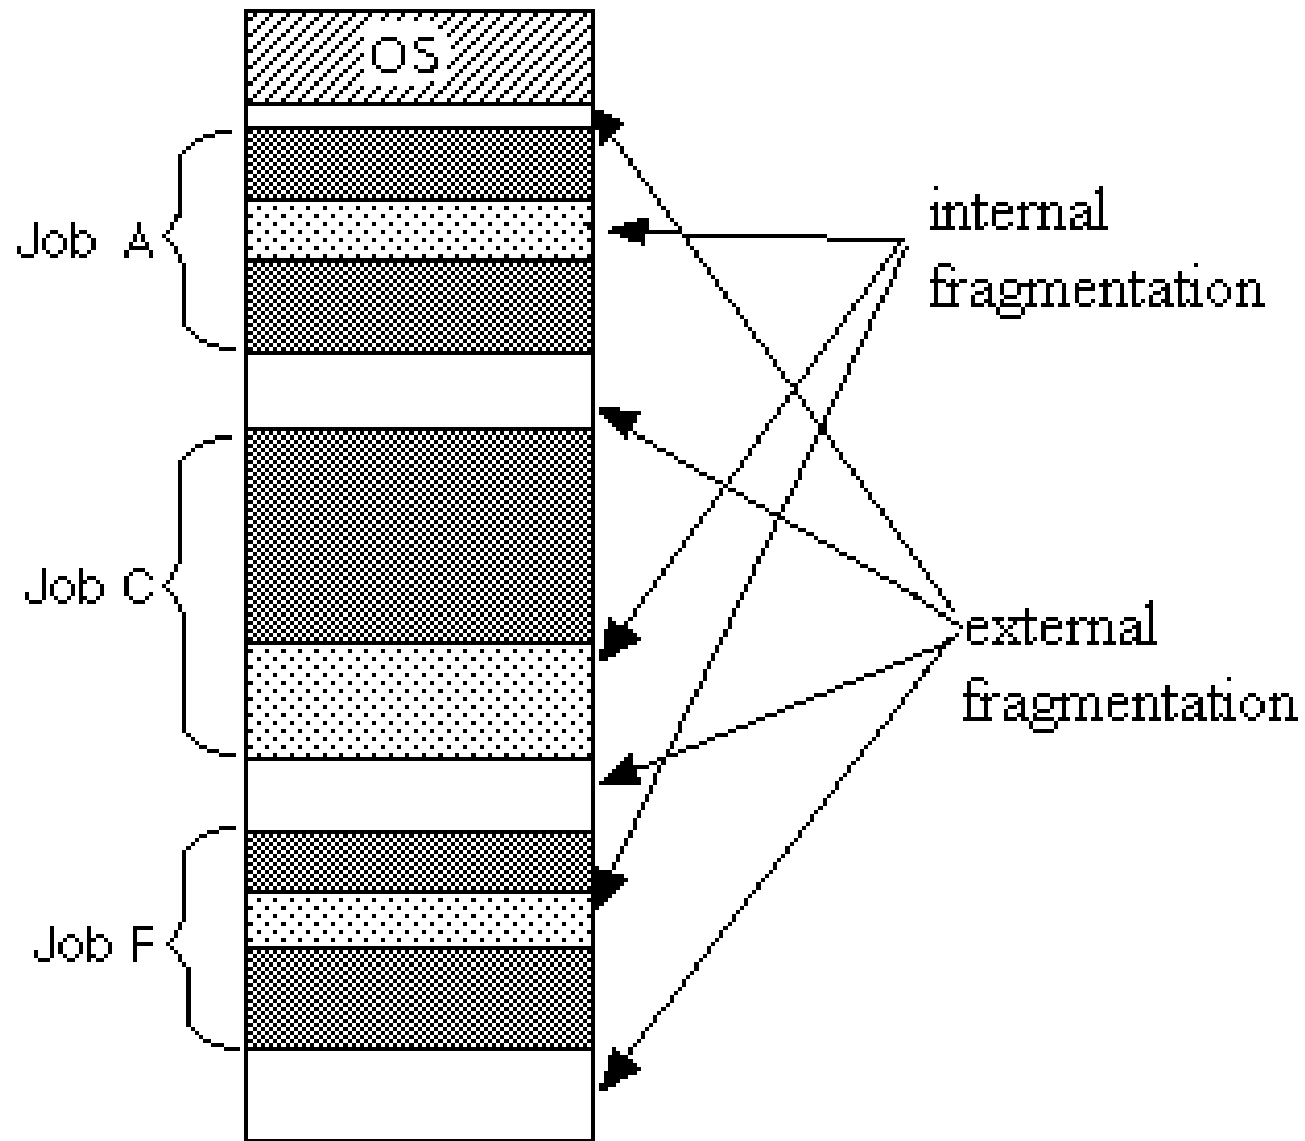 OS
Job A
internal
fragmentation
Job C
external
fragmentation
Job F